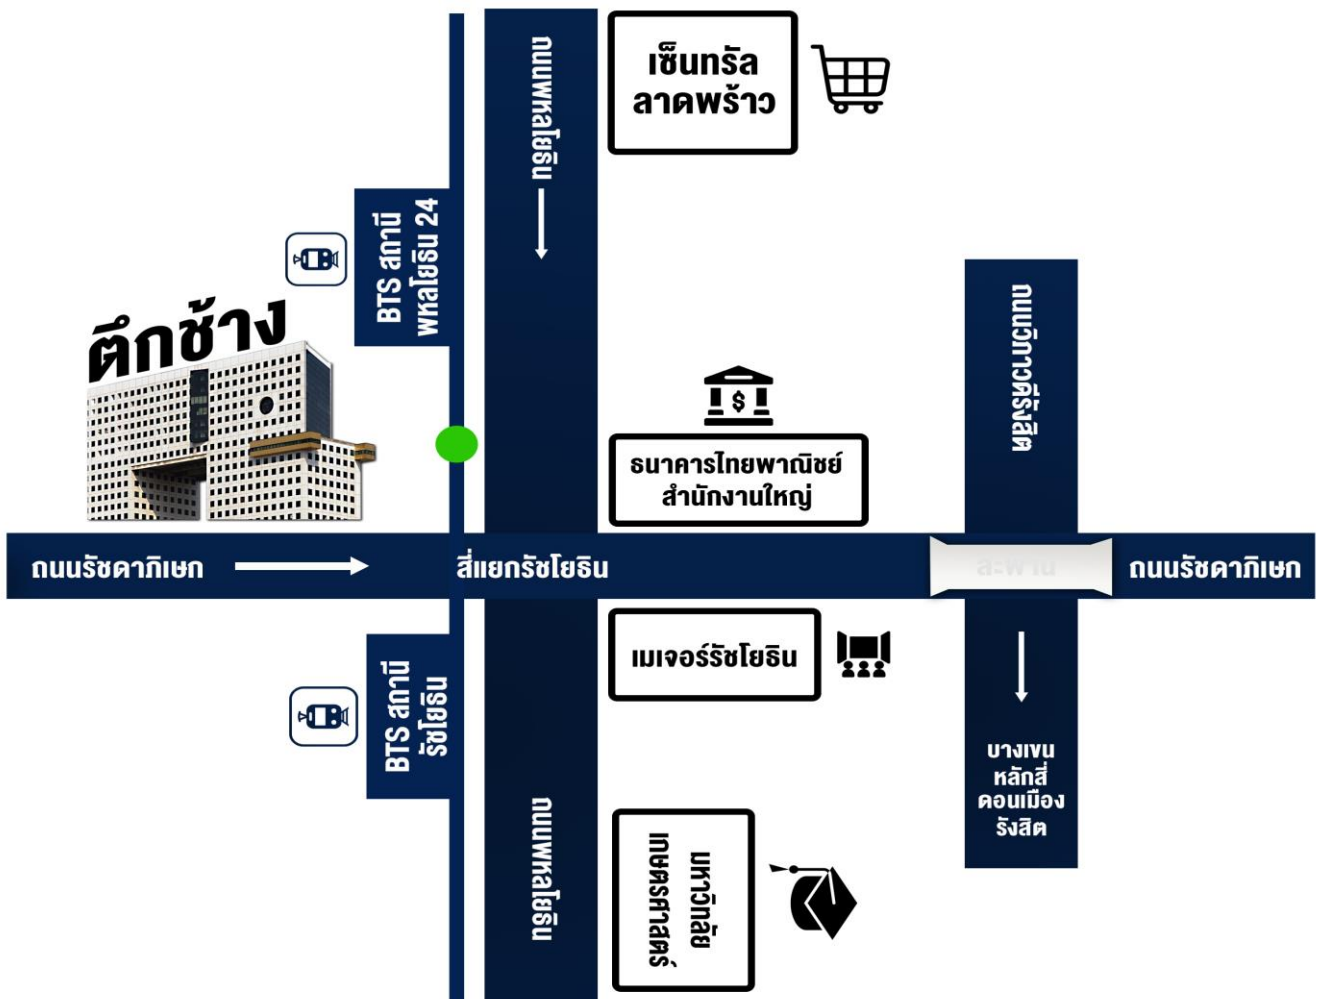 เซ็นทรัล
ลาดพร้าว
ถนนพหลโยธิน
BTS สถานี
พหลโยธิน 24
ตึกช้าง
ถนนวิภาวดีรังสิต
$
ธนาคารไทยพาณิชย์
สำนักงานใหญ่
ถนนรัชดาภิเษก
สี่แยกรัชโยธิน
สะพาน
ถนนรัชดาภิเษก
เมเจอร์รัชโยธิน
BTS สถานี
รัชโยธิน
บางเขน
หลักสี่
ดอนเมือง
รังสิต
ถนนพหลโยธิน
มหาวิทลัย
เกษตรศาสตร์